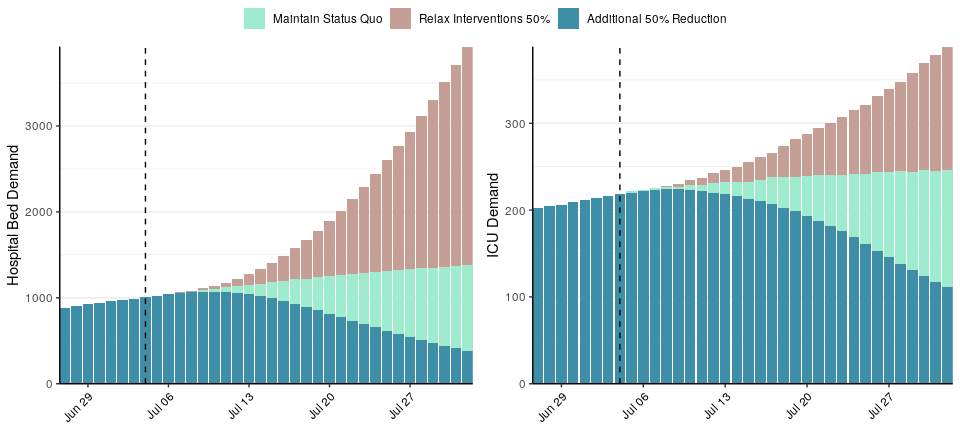 Maintain Status Quo Relax Interventions 50% Additional 50% Reduction
Hospital Bed Demand
3000
2000
1000
0
Jun 29 Jul 06 Jul 13 Jul 20 Jul 27
ICU Demand
300
200
100
0
Jun 29 Jul 06 Jul 13 Jul 20 Jul 27